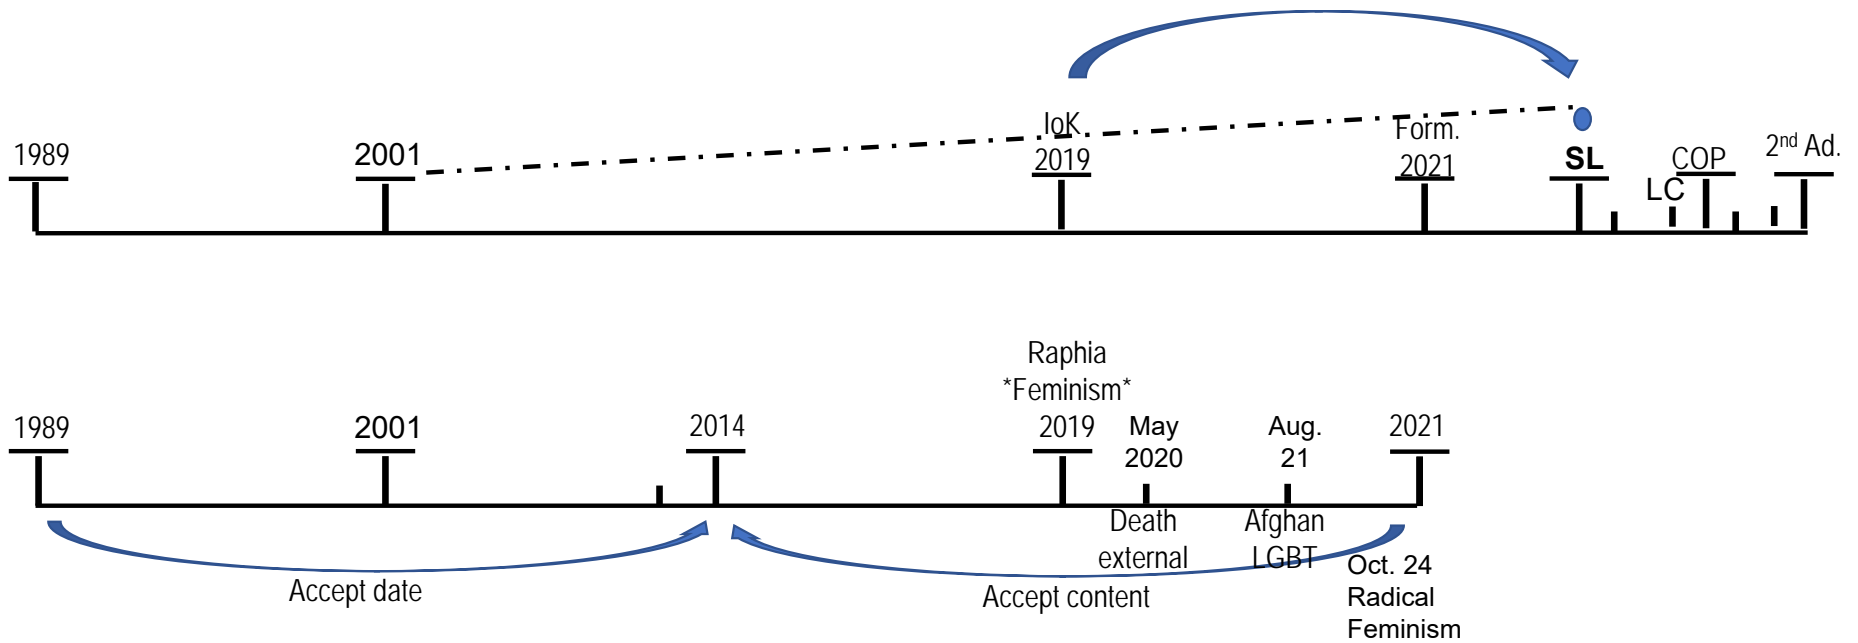 1989
2001
IoK
2019
Form.
2021
SL
LC
COP
2nd Ad.
1989
2001
2014
Raphia
*Feminism*
2019
May
2020
Aug.
21
2021
Death
external
Afghan
LGBT
Oct. 24
Radical
Feminism
Accept date
Accept content